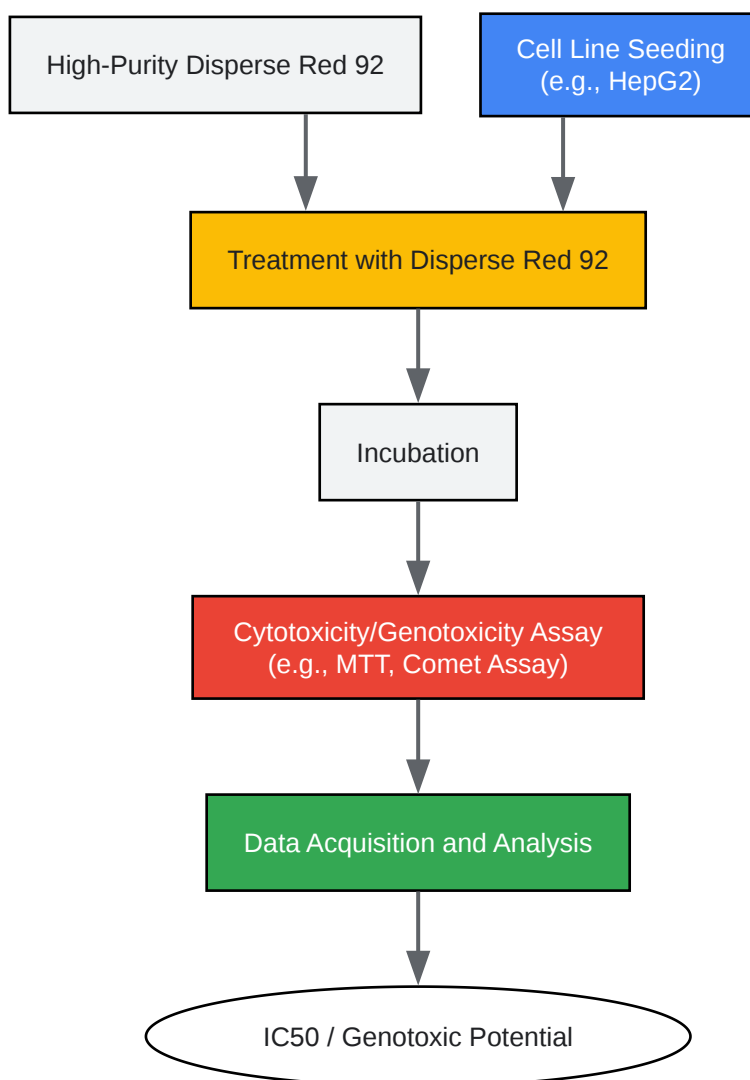 High-Purity Disperse Red 92
Cell Line Seeding
(e.g., HepG2)
Treatment with Disperse Red 92
Incubation
Cytotoxicity/Genotoxicity Assay
(e.g., MTT, Comet Assay)
Data Acquisition and Analysis
IC50 / Genotoxic Potential